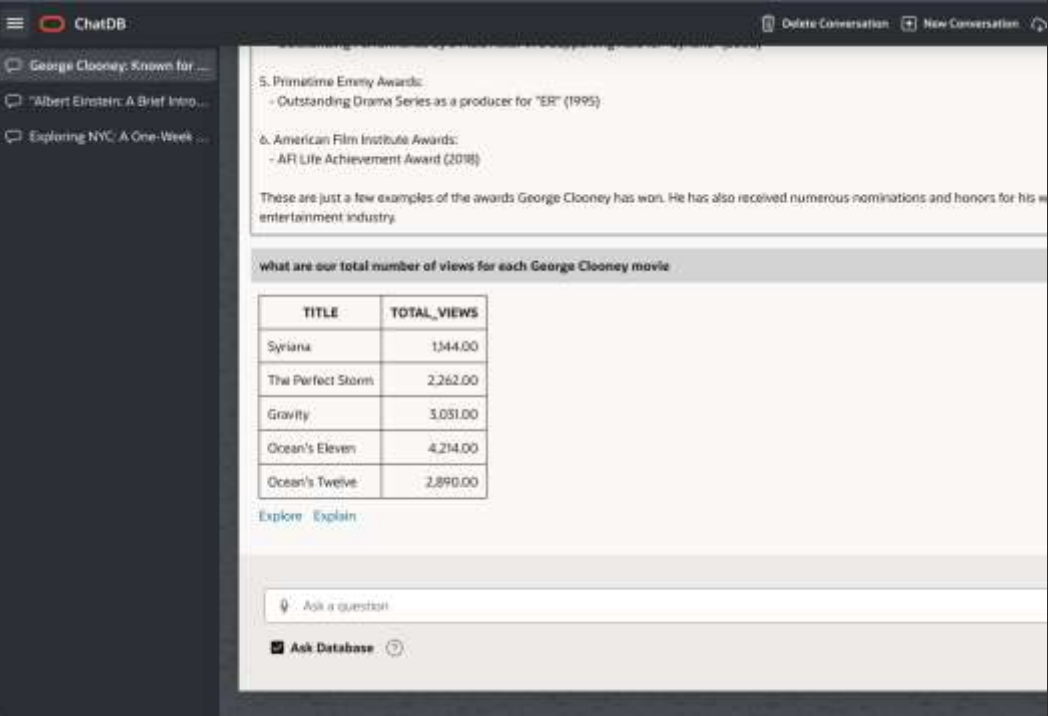 ChatDB
Delete Conversation
New Conversation
George Clooney: Known for ...
"Albert Einstein: A Brief Intro...
Exploring NYC: A One-Week ...
5. Primetime Emmy Awards:
- Outstanding Drama Series as a producer for "ER" (1995)
6. American Film Institute Awards:
- AFI Life Achievement Award (2018)
These are just a few examples of the awards George Clooney has won. He has also received numerous nominations and honors for his
entertainment industry.
what are our total number of views for each George Clooney movie
TITLE TOTAL_VIEWS
Syriana 1,144.00
The Perfect Storm 2,262.00
Gravity 3,031.00
Ocean's Eleven 4,214.00
Ocean's Twelve 2,890.00
Explore Explain
Ask a question
Ask Database ?